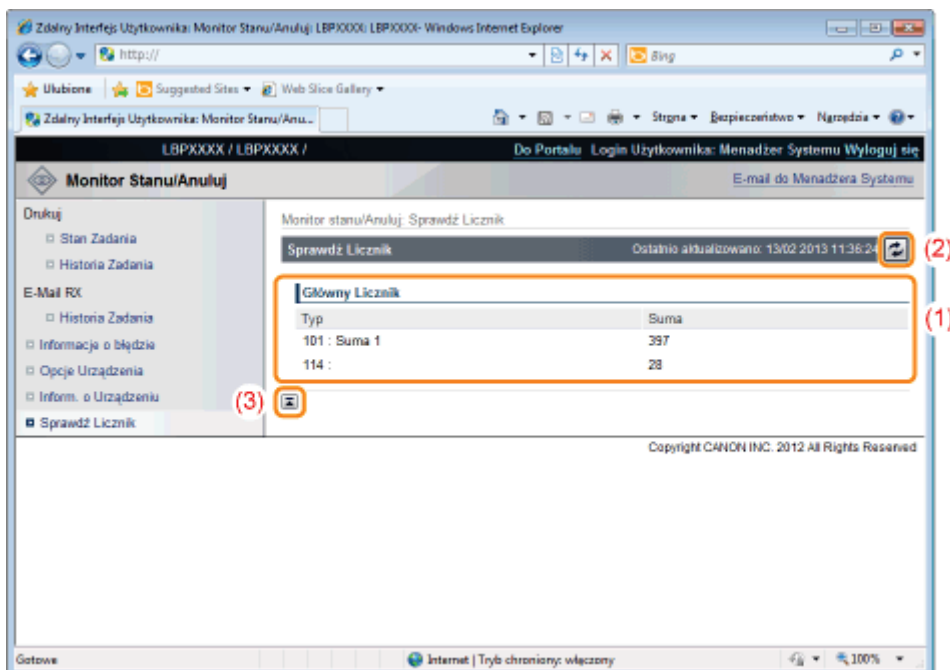 Zdalny Interfejs Użytkownika: Monitor Stanu/Anuluj: LBPXXXX: LBPXXXX- Windows Internet Explorer
http://
Bing
Ulubione Suggested Sites Web Slice Gallery
Zdalny Interfejs Użytkownika: Monitor Stanu/Anu... Strona Bezpieczeństwo Narzędzia
LBPXXXX / LBPXXXX / Do Portalu Login Użytkownika: Menadżer Systemu Wyloguj się
Monitor Stanu/Anuluj E-mail do Menadżera Systemu
Drukuj
Stan Zadania
Historia Zadania
E-Mail RX
Historia Zadania
Informacje o błędzie
Opcje Urządzenia
Inform. o Urządzeniu
Sprawdź Licznik
Monitor stanu/Anuluj: Sprawdź Licznik
Sprawdź Licznik Ostatnio aktualizowano: 13/02 2013 11:36:24
(2)
Główny Licznik
(1)
Typ Suma
101 : Suma 1 397
114 : 28
(3)
Copyright CANON INC. 2012 All Rights Reserved
Gotowe Internet | Tryb chroniony: włączony 100%